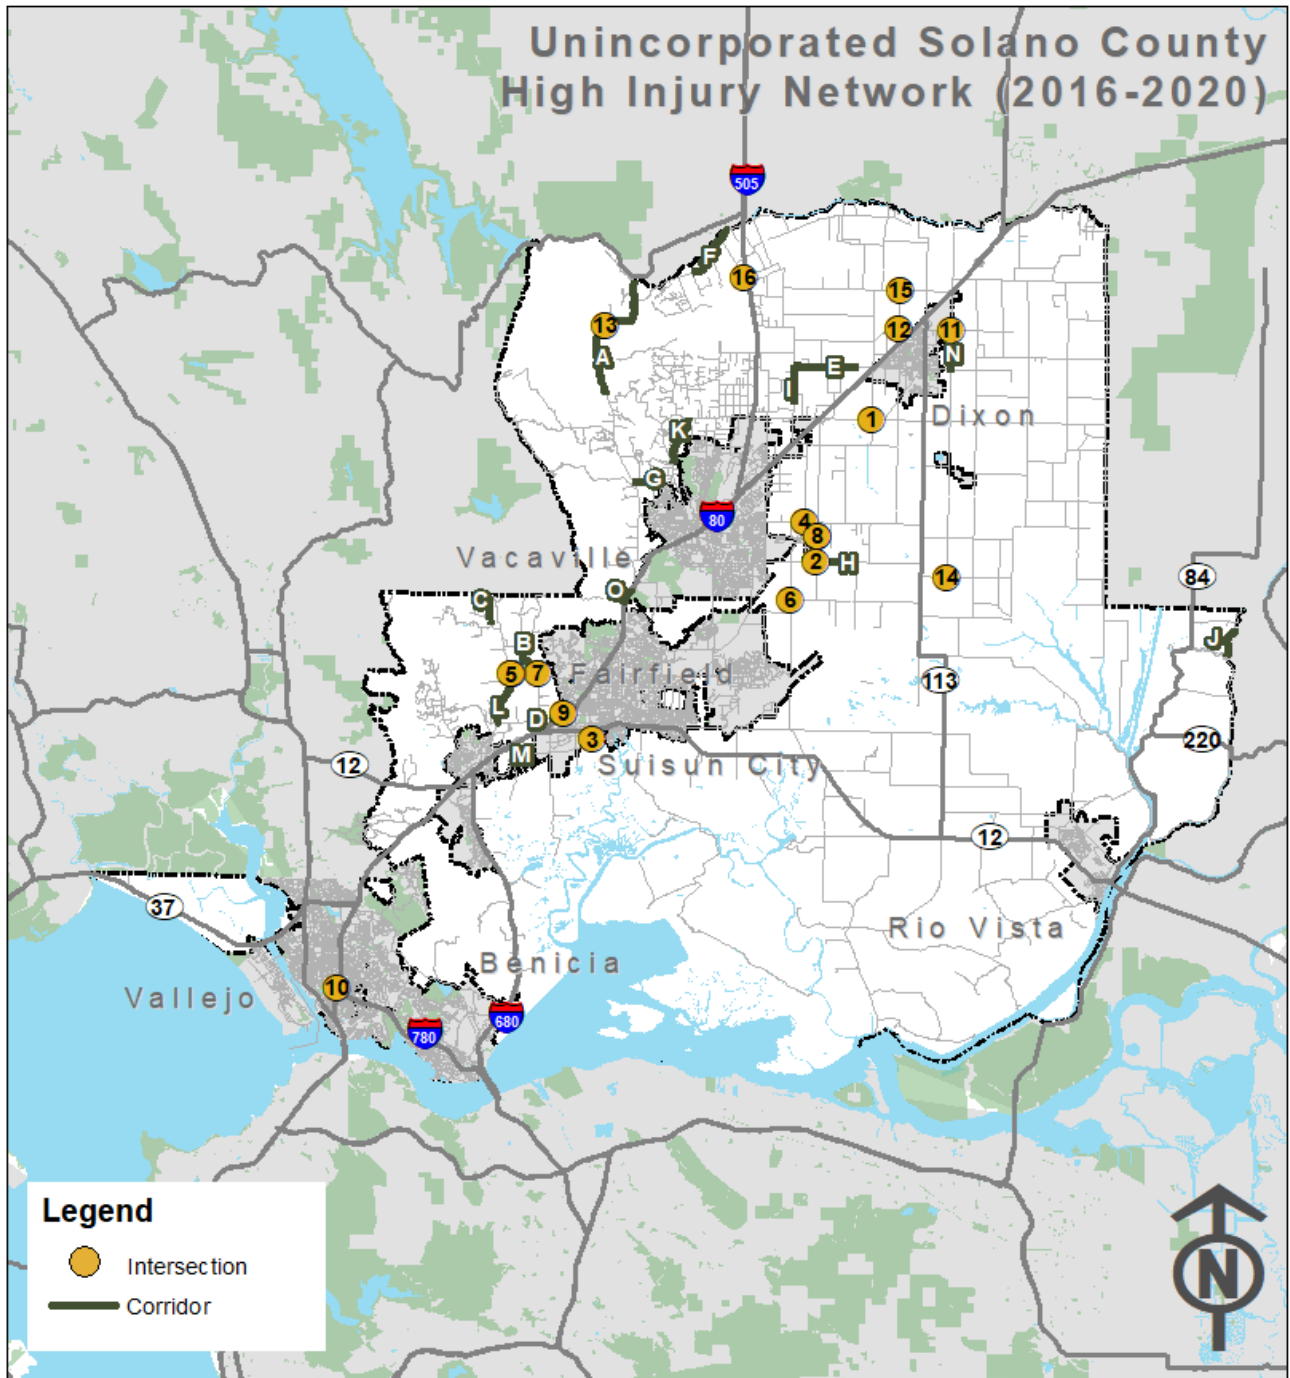 Unincorporated Solano County
High Injury Network (2016-2020)
505
F
16
15
13
12
11
A
N
E
I
1
Dixon
K
G
80
4
8
Vacaville
2
H
14
84
O
6
C
J
B
5
7
Fairfield
113
L
9
D
220
3
M
Suisun City
12
12
37
Rio Vista
Benicia
10
Vallejo
680
780
Legend
Intersection
Corridor
N